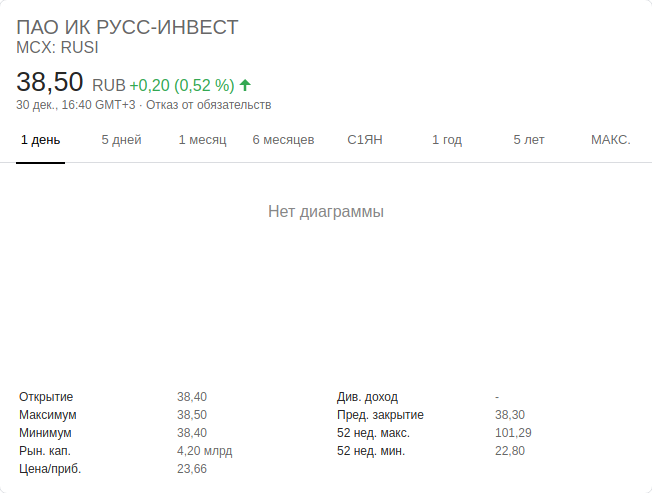 ПАО ИК РУСС-ИНВЕСТ
MCX: RUSI
38,50 RUB +0,20 (0,52 %)
30 дек., 16:40 GMT+3 · Отказ от обязательств
1 день 5 дней 1 месяц 6 месяцев С1ЯН 1 год 5 лет МАКС.
Нет диаграммы
Открытие 38,40 Див. доход -
Максимум 38,50 Пред. закрытие 38,30
Минимум 38,40 52 нед. макс. 101,29
Рын. кап. 4,20 млрд 52 нед. мин. 22,80
Цена/приб. 23,66